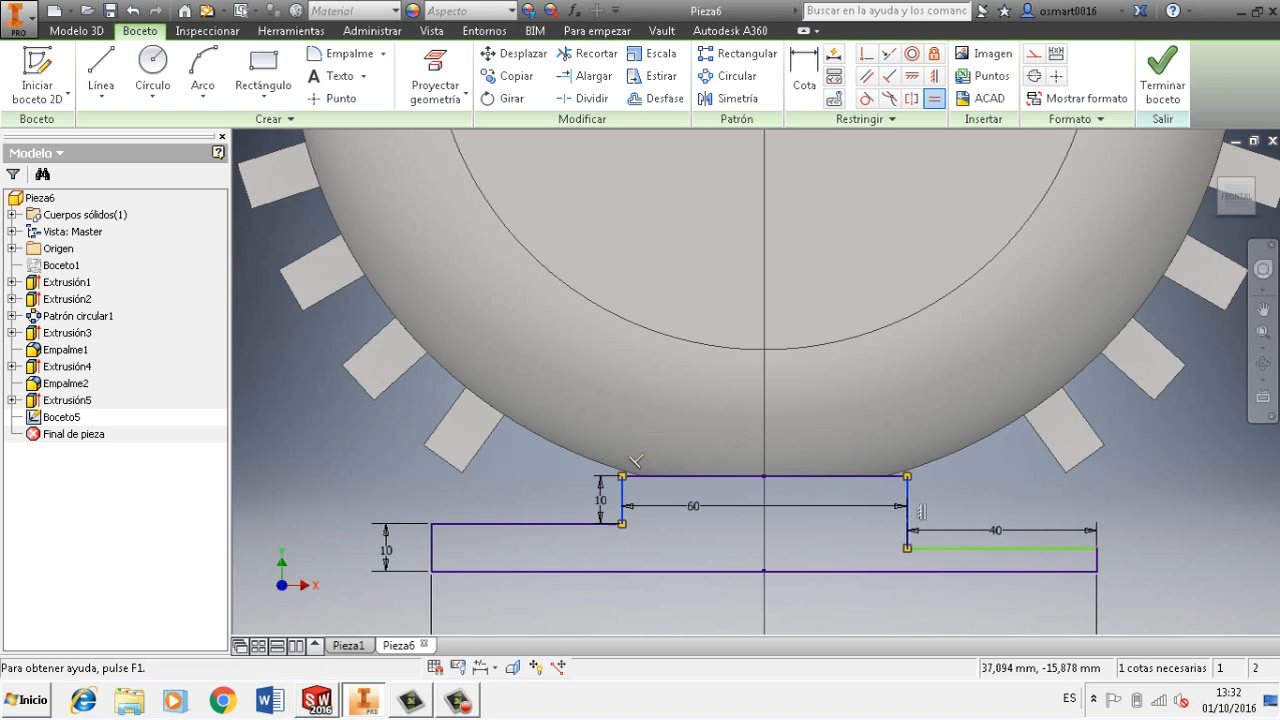 Material
Aspecto
Pieza6
Buscar en la ayuda y los comanc
osmart0016
PRO
Modelo 3D
Boceto
Inspeccionar
Herramientas
Administrar
Vista
Entornos
BIM
Para empezar
Vault
Autodesk A360
Iniciar
boceto 2D
Línea
Círculo
Arco
Rectángulo
Empalme
Texto
Punto
Proyectar
geometría
Desplazar
Copiar
Girar
Recortar
Alargar
Dividir
Escala
Estirar
Desfase
Rectangular
Circular
Simetría
Cota
Imagen
Puntos
ACAD
Mostrar formato
Terminar
boceto
Boceto
Crear
Modificar
Patrón
Restringir
Insertar
Formato
Salir
Modelo
Pieza6
Cuerpos sólidos(1)
Vista: Master
Origen
Boceto1
Extrusión1
Extrusión2
Patrón circular1
Extrusión3
Empalme1
Extrusión4
Empalme2
Extrusión5
Boceto5
Final de pieza
FRONTAL
10
60
40
10
Y
X
Pieza1
Pieza6
Para obtener ayuda, pulse F1.
37,094 mm, -15,878 mm
1 cotas necesarias
1
2
Inicio
SW
2016
PRO
ES
13:32
01/10/2016